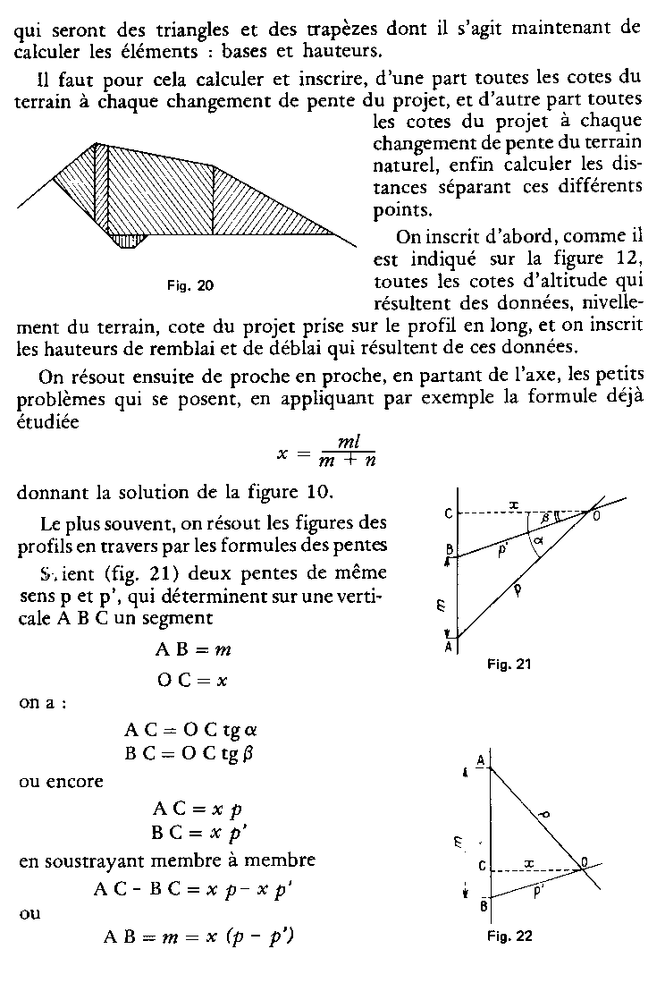 qui seront des triangles et des trapèzes dont il s'agit maintenant de
calculer les éléments : bases et hauteurs.
Il faut pour cela calculer et inscrire, d'une part toutes les cotes du
terrain à chaque changement de pente du projet, et d'autre part toutes
les cotes du projet à chaque
changement de pente du terrain
naturel, enfin calculer les dis-
tances séparant ces différents
points.
On inscrit d'abord, comme il
est indiqué sur la figure 12,
toutes les cotes d'altitude qui
résultent des données, nivelle-
Fig. 20
ment du terrain, cote du projet prise sur le profil en long, et on inscrit
les hauteurs de remblai et de déblai qui résultent de ces données.
On résout ensuite de proche en proche, en partant de l'axe, les petits
problèmes qui se posent, en appliquant par exemple la formule déjà
étudiée
x = ml / m + n
donnant la solution de la figure 10.
Le plus souvent, on résout les figures des
profils en travers par les formules des pentes
S.ient (fig. 21) deux pentes de même
sens p et p', qui déterminent sur une verti-
cale A B C un segment
A B = m
O C = x
on a :
A C = O C tg α
B C = O C tg β
ou encore
A C = x p
B C = x p'
en soustrayant membre à membre
A C - B C = x p - x p'
ou
A B = m = x (p - p')
C
x
β
O
B
p'
α
m
p
A
Fig. 21
A
p
m
C
x
O
p'
B
Fig. 22